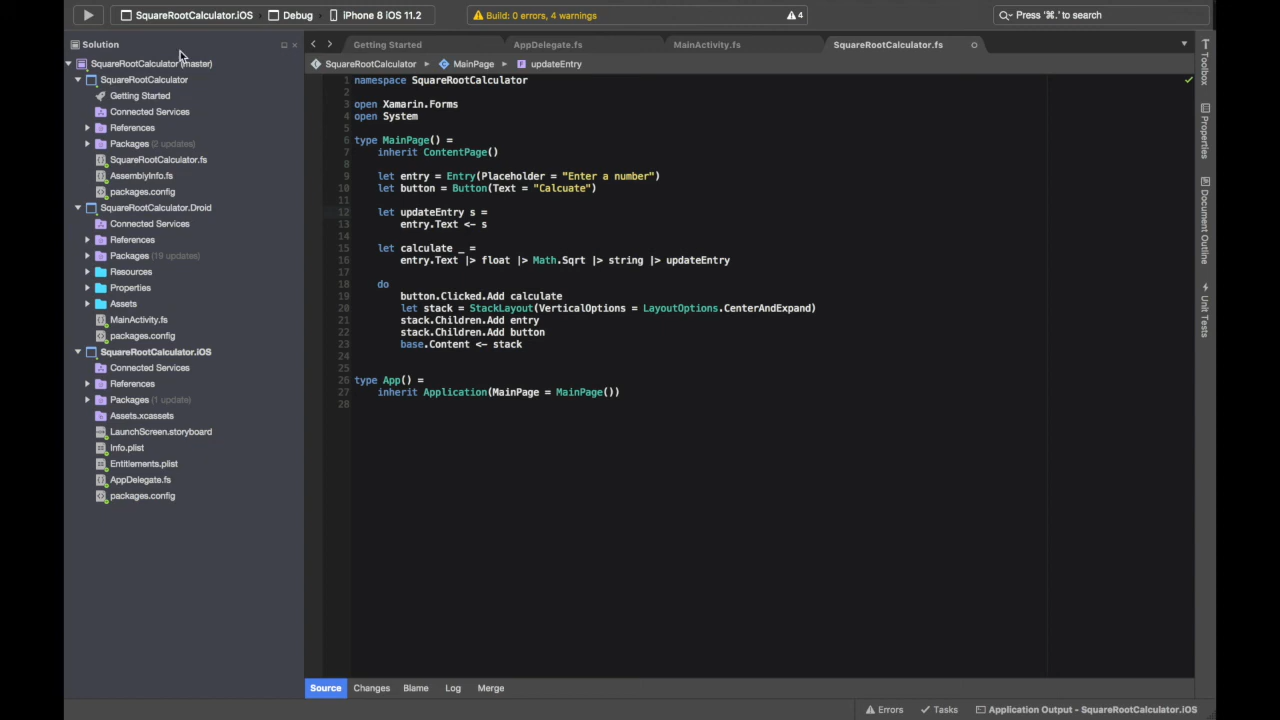 SquareRootCalculator.iOS > Debug > iPhone 8 iOS 11.2
Build: 0 errors, 4 warnings
4
Press '⌘.' to search
Solution
SquareRootCalculator (master)
SquareRootCalculator
Getting Started
Connected Services
References
Packages (2 updates)
SquareRootCalculator.fs
AssemblyInfo.fs
packages.config
SquareRootCalculator.Droid
Connected Services
References
Packages (19 updates)
Resources
Properties
Assets
MainActivity.fs
packages.config
SquareRootCalculator.iOS
Connected Services
References
Packages (1 update)
Assets.xcassets
LaunchScreen.storyboard
Info.plist
Entitlements.plist
AppDelegate.fs
packages.config
Getting Started
AppDelegate.fs
MainActivity.fs
SquareRootCalculator.fs
SquareRootCalculator
MainPage
updateEntry
1 namespace SquareRootCalculator
2
3 open Xamarin.Forms
4 open System
5
6 type MainPage() =
7     inherit ContentPage()
8
9     let entry = Entry(Placeholder = "Enter a number")
10     let button = Button(Text = "Calcuate")
11
12     let updateEntry s =
13         entry.Text <- s
14
15     let calculate _ =
16         entry.Text |> float |> Math.Sqrt |> string |> updateEntry
17
18     do
19         button.Clicked.Add calculate
20         let stack = StackLayout(VerticalOptions = LayoutOptions.CenterAndExpand)
21         stack.Children.Add entry
22         stack.Children.Add button
23         base.Content <- stack
24
25
26 type App() =
27     inherit Application(MainPage = MainPage())
28
Toolbox
Properties
Document Outline
Unit Tests
Source
Changes
Blame
Log
Merge
Errors
Tasks
Application Output - SquareRootCalculator.iOS